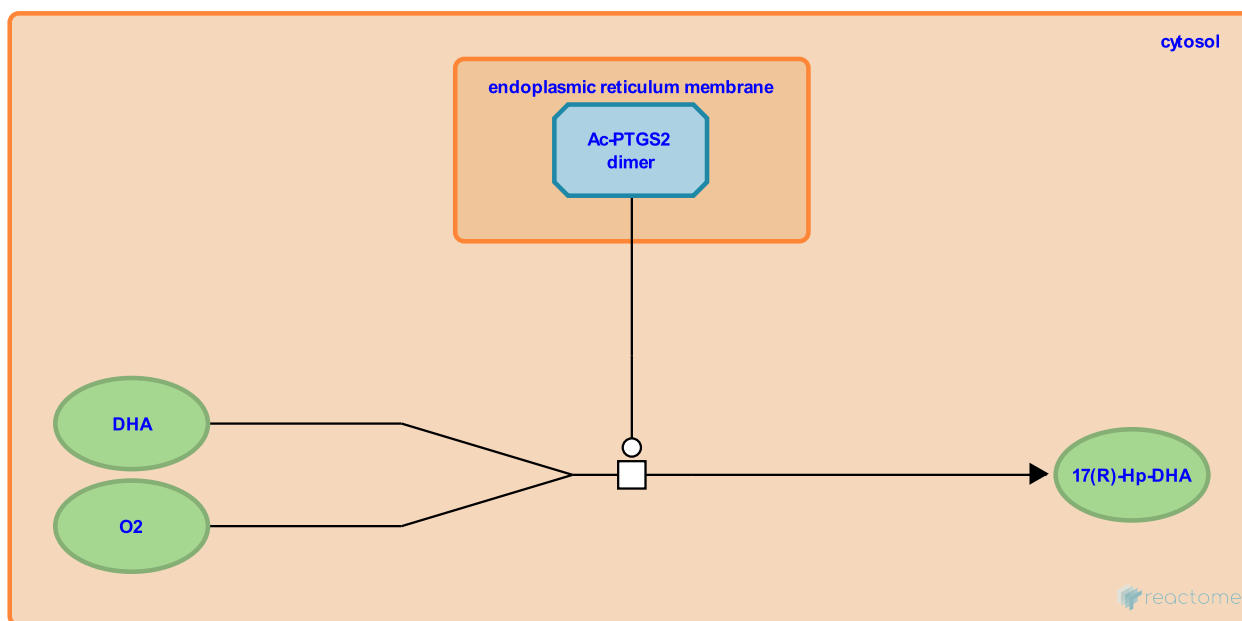 cytosol
endoplasmic reticulum membrane
Ac-PTGS2
dimer
DHA
O2
17(R)-Hp-DHA
reactome